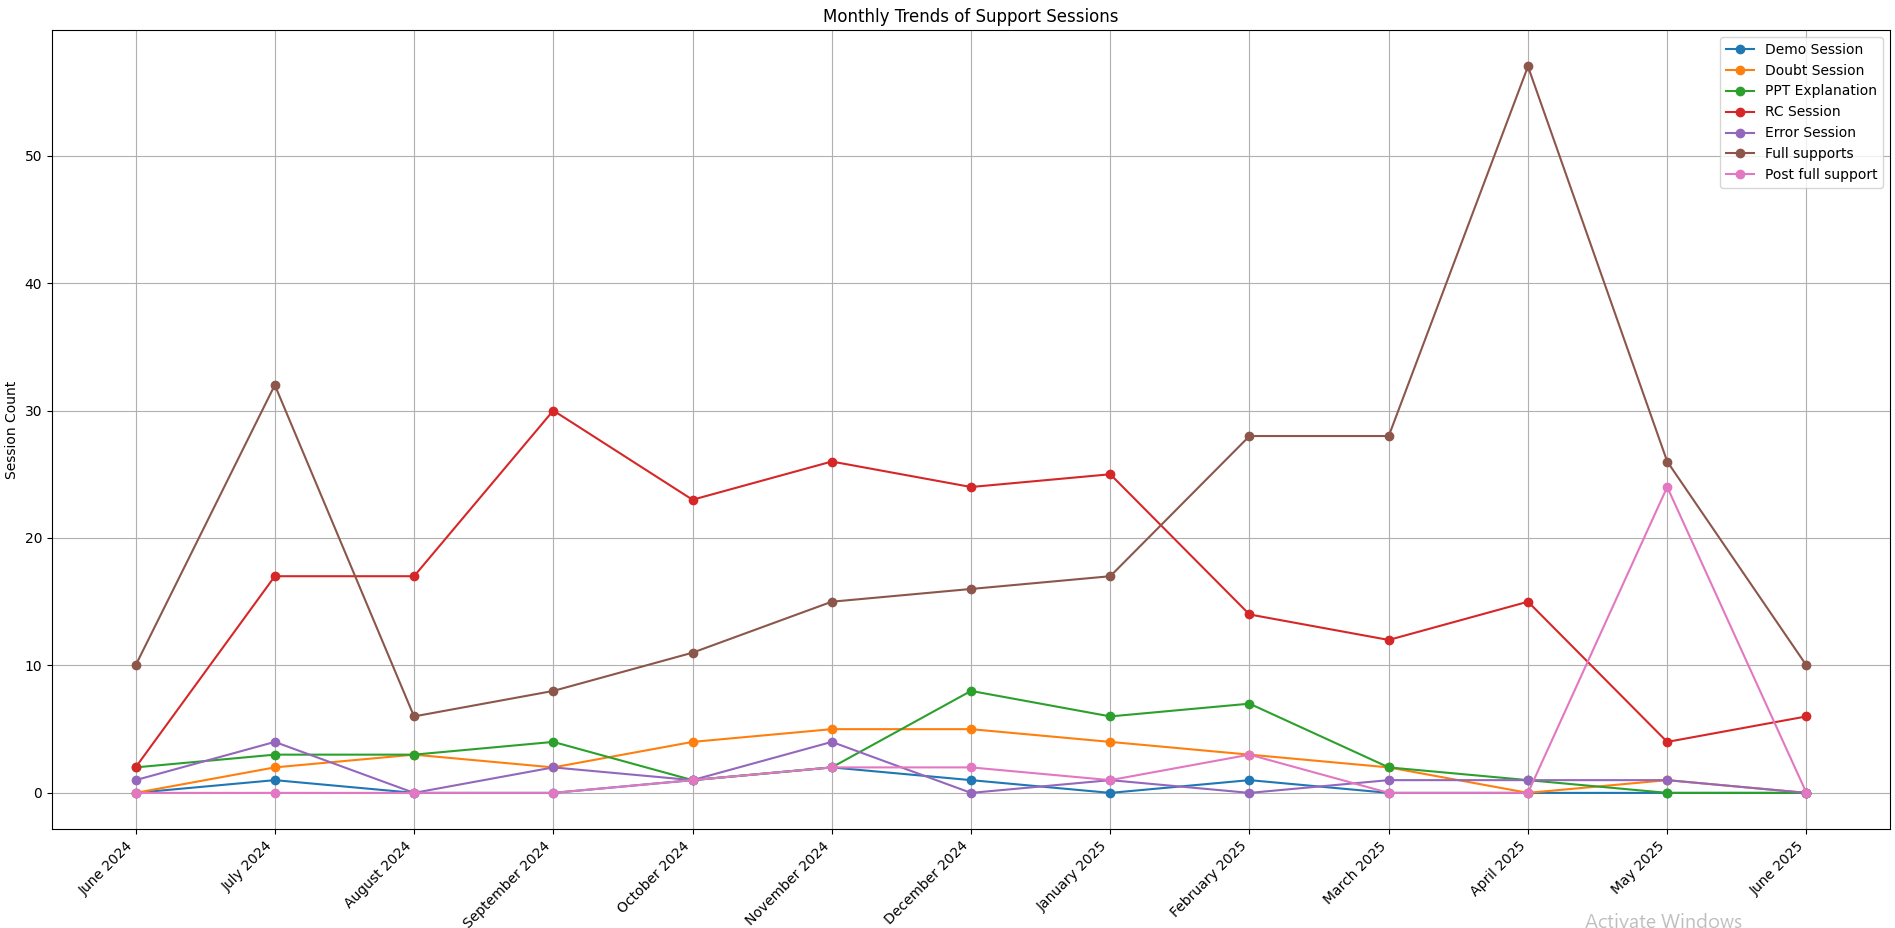 Monthly Trends of Support Sessions
Demo Session
Doubt Session
PPT Explanation
RC Session
Error Session
Full supports
Post full support
Session Count
50
40
30
20
10
0
June 2024
July 2024
August 2024
September 2024
October 2024
November 2024
December 2024
January 2025
February 2025
March 2025
April 2025
May 2025
June 2025
Activate Windows